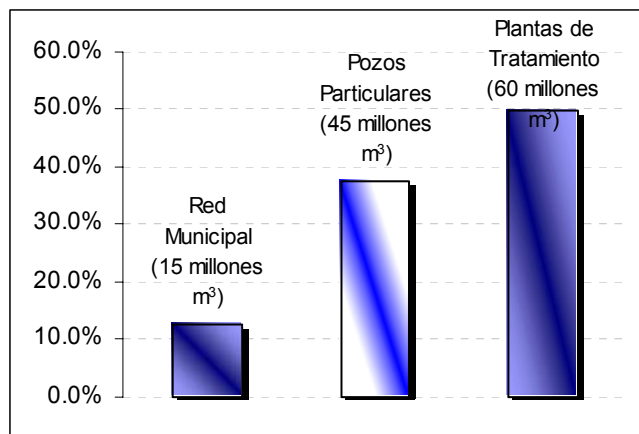 60.0%
50.0%
40.0%
30.0%
20.0%
10.0%
0.0%
Red
Municipal
(15 millones
m³)
Pozos
Particulares
(45 millones
m³)
Plantas de
Tratamiento
(60 millones
m³)